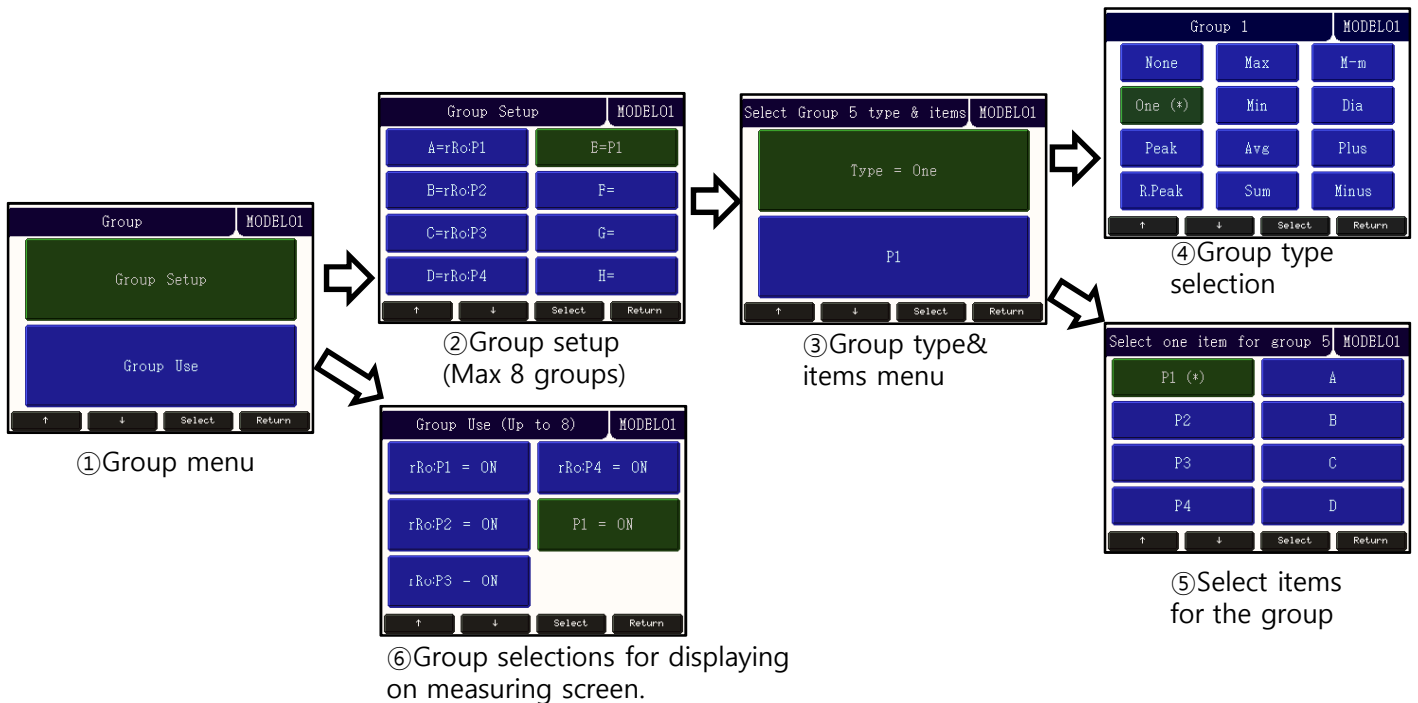 Group MODEL01
Group Setup
Group Use
↑ ↓ Select Return
①Group menu
Group Setup MODEL01
A=rRo:P1 E=P1
B=rRo:P2 F=
C=rRo:P3 G=
D=rRo:P4 H=
↑ ↓ Select Return
②Group setup
(Max 8 groups)
Select Group 5 type & items MODEL01
Type = One
P1
↑ ↓ Select Return
③Group type&
items menu
Group 1 MODEL01
None Max M-m
One (*) Min Dia
Peak Avg Plus
R.Peak Sum Minus
↑ ↓ Select Return
④Group type
selection
Select one item for group 5 MODEL01
P1 (*) A
P2 B
P3 C
P4 D
↑ ↓ Select Return
⑤Select items
for the group
Group Use (Up to 8) MODEL01
rRo:P1 = ON rRo:P4 = ON
rRo:P2 = ON P1 = ON
rRo:P3 - ON
↑ ↓ Select Return
⑥Group selections for displaying
on measuring screen.